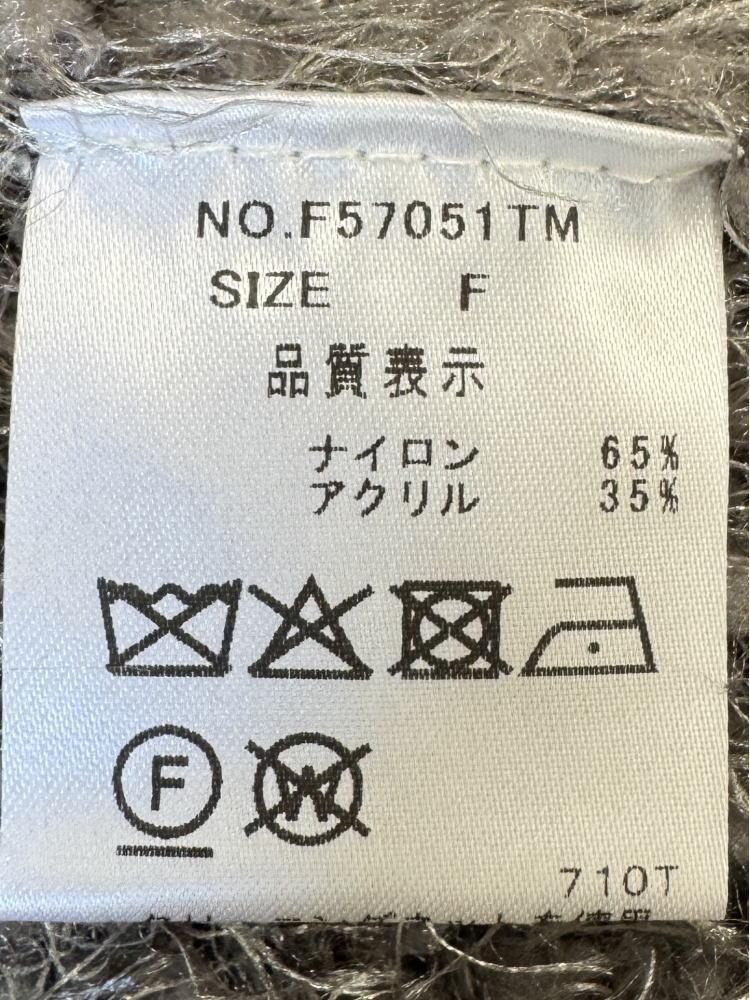 NO.F57051TM
SIZE F
品質表示
ナイロン 65%
アクリル 35%
F
W
710T